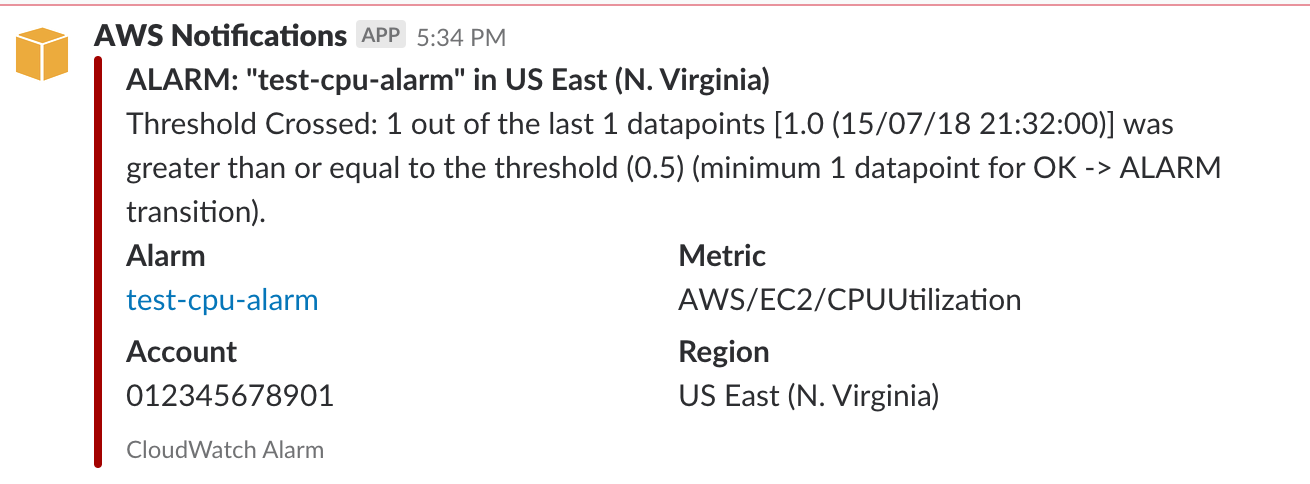 AWS Notifications APP 5:34 PM
ALARM: "test-cpu-alarm" in US East (N. Virginia)
Threshold Crossed: 1 out of the last 1 datapoints [1.0 (15/07/18 21:32:00)] was
greater than or equal to the threshold (0.5) (minimum 1 datapoint for OK -> ALARM
transition).
Alarm Metric
test-cpu-alarm AWS/EC2/CPUUtilization
Account Region
012345678901 US East (N. Virginia)
CloudWatch Alarm